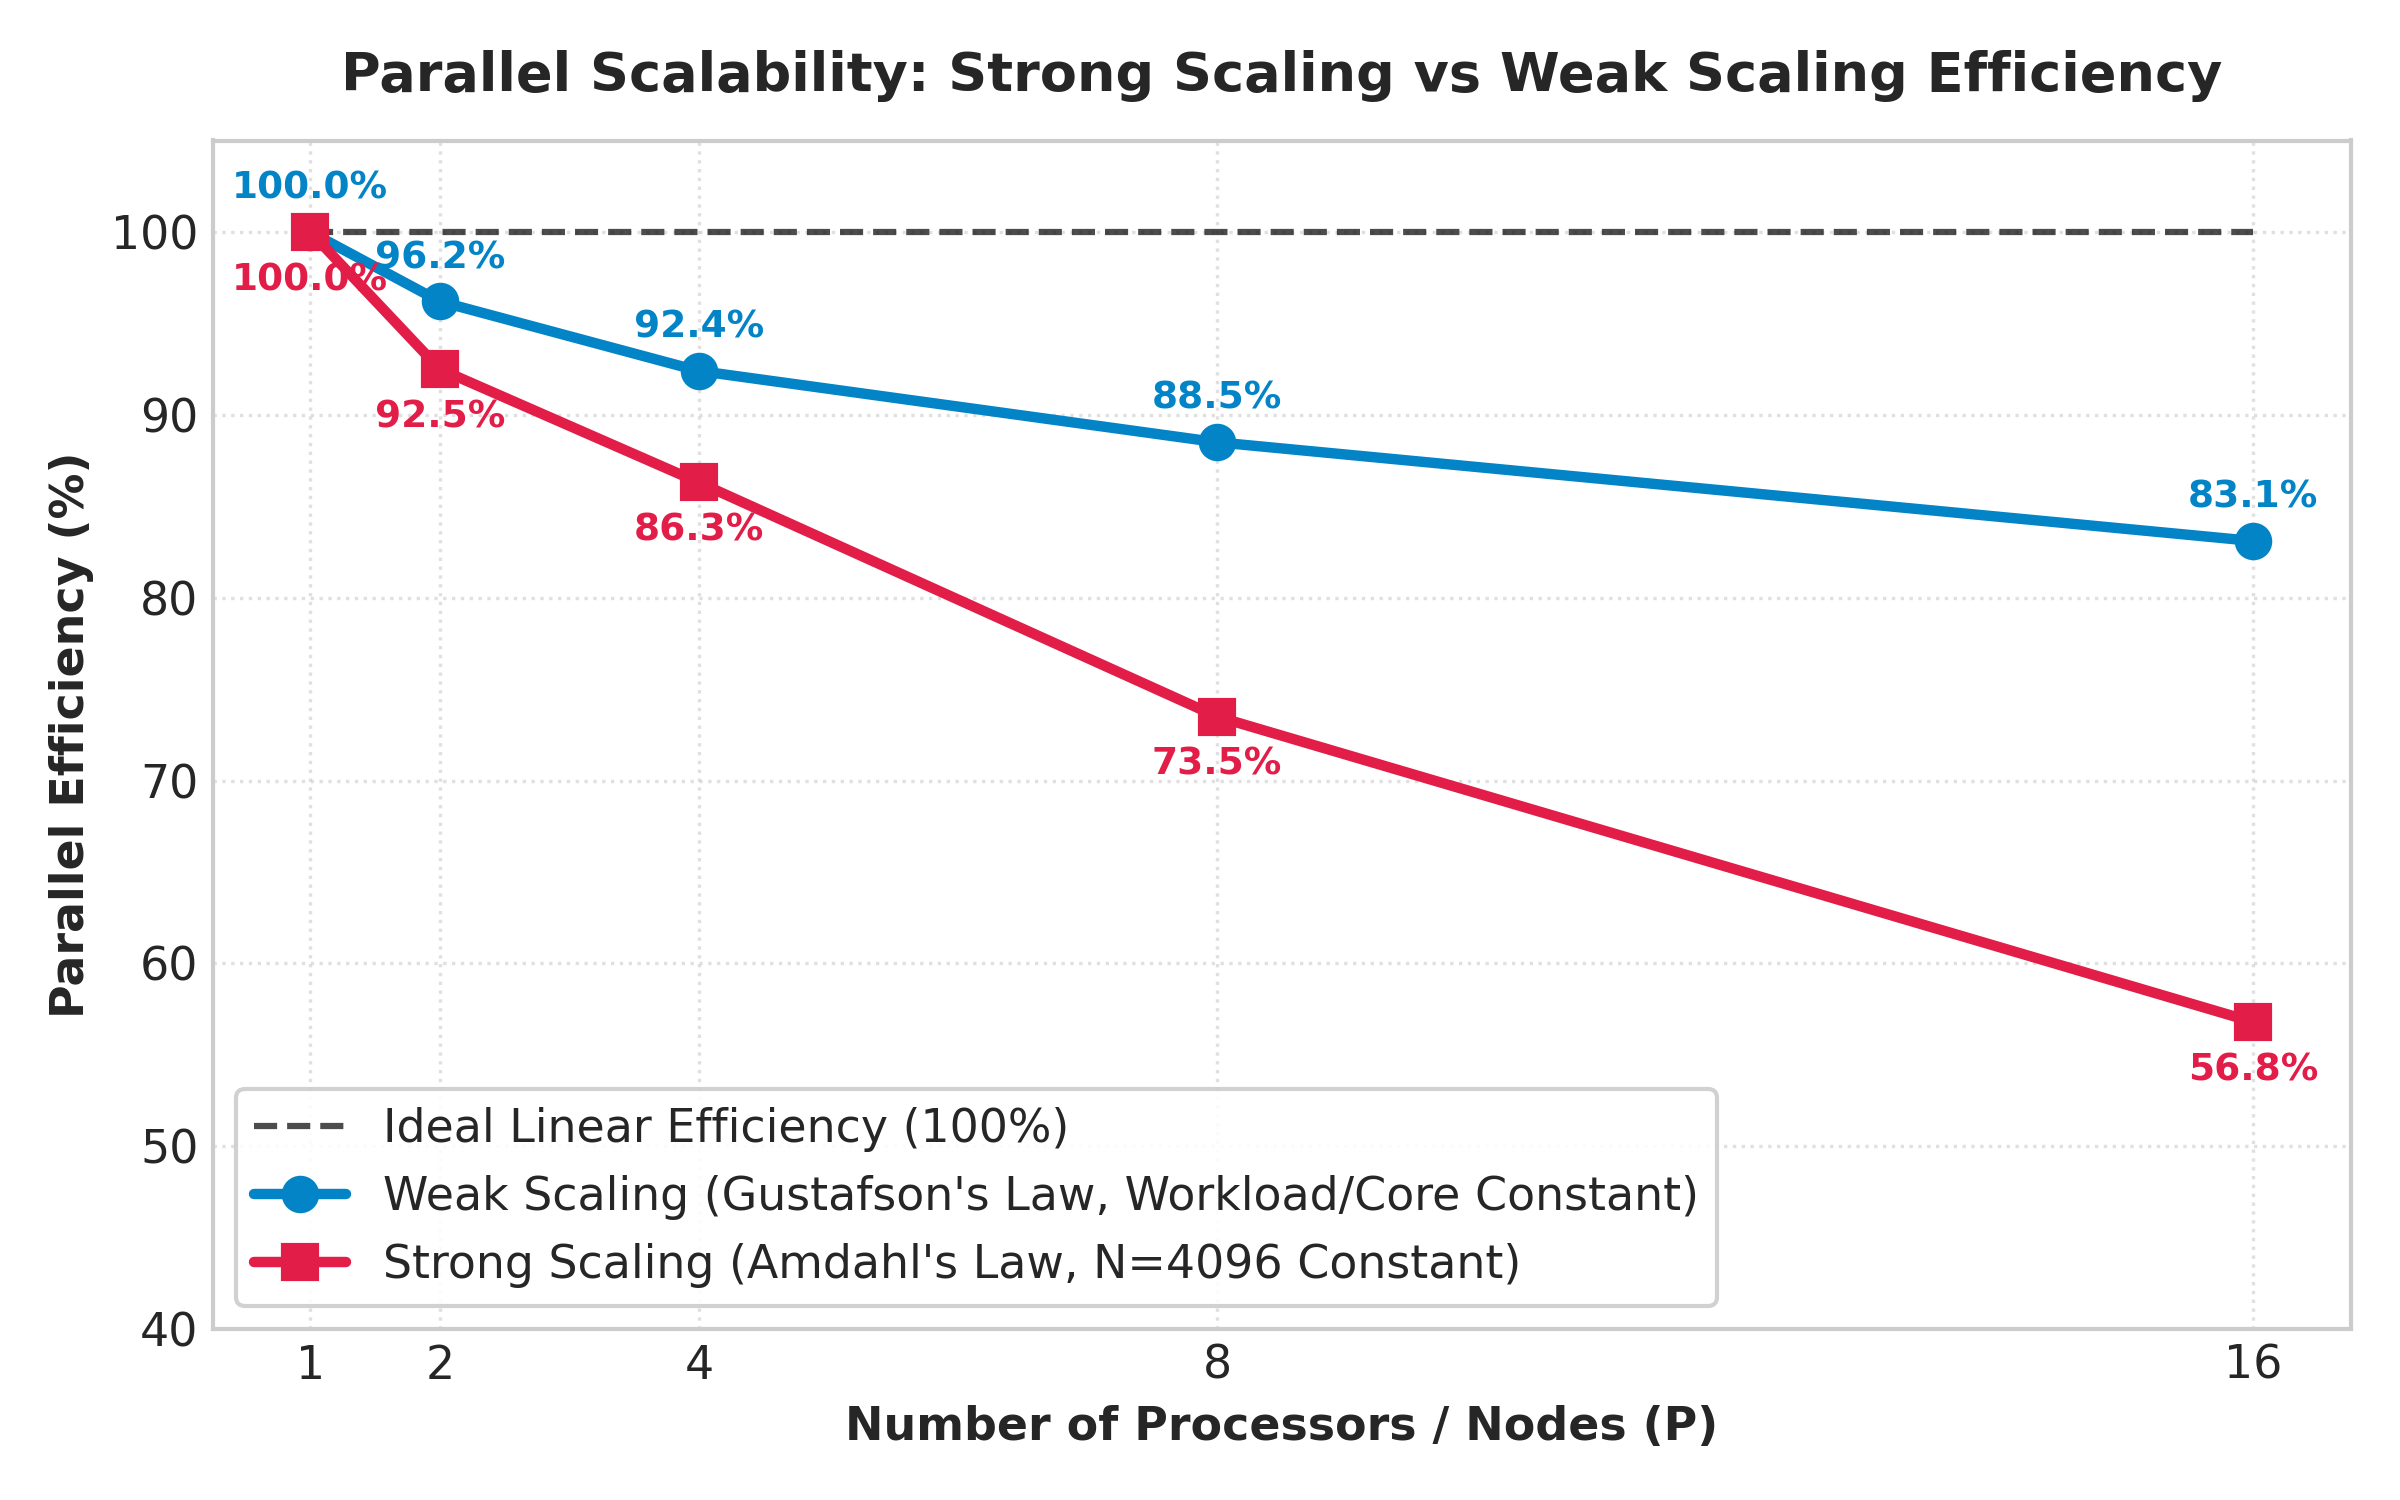 Parallel Scalability: Strong Scaling vs Weak Scaling Efficiency
Parallel Efficiency (%)
100
90
80
70
60
50
40
100.0%
96.2%
92.4%
88.5%
83.1%
100.0%
92.5%
86.3%
73.5%
56.8%
Ideal Linear Efficiency (100%)
Weak Scaling (Gustafson's Law, Workload/Core Constant)
Strong Scaling (Amdahl's Law, N=4096 Constant)
1 2 4 8 16
Number of Processors / Nodes (P)